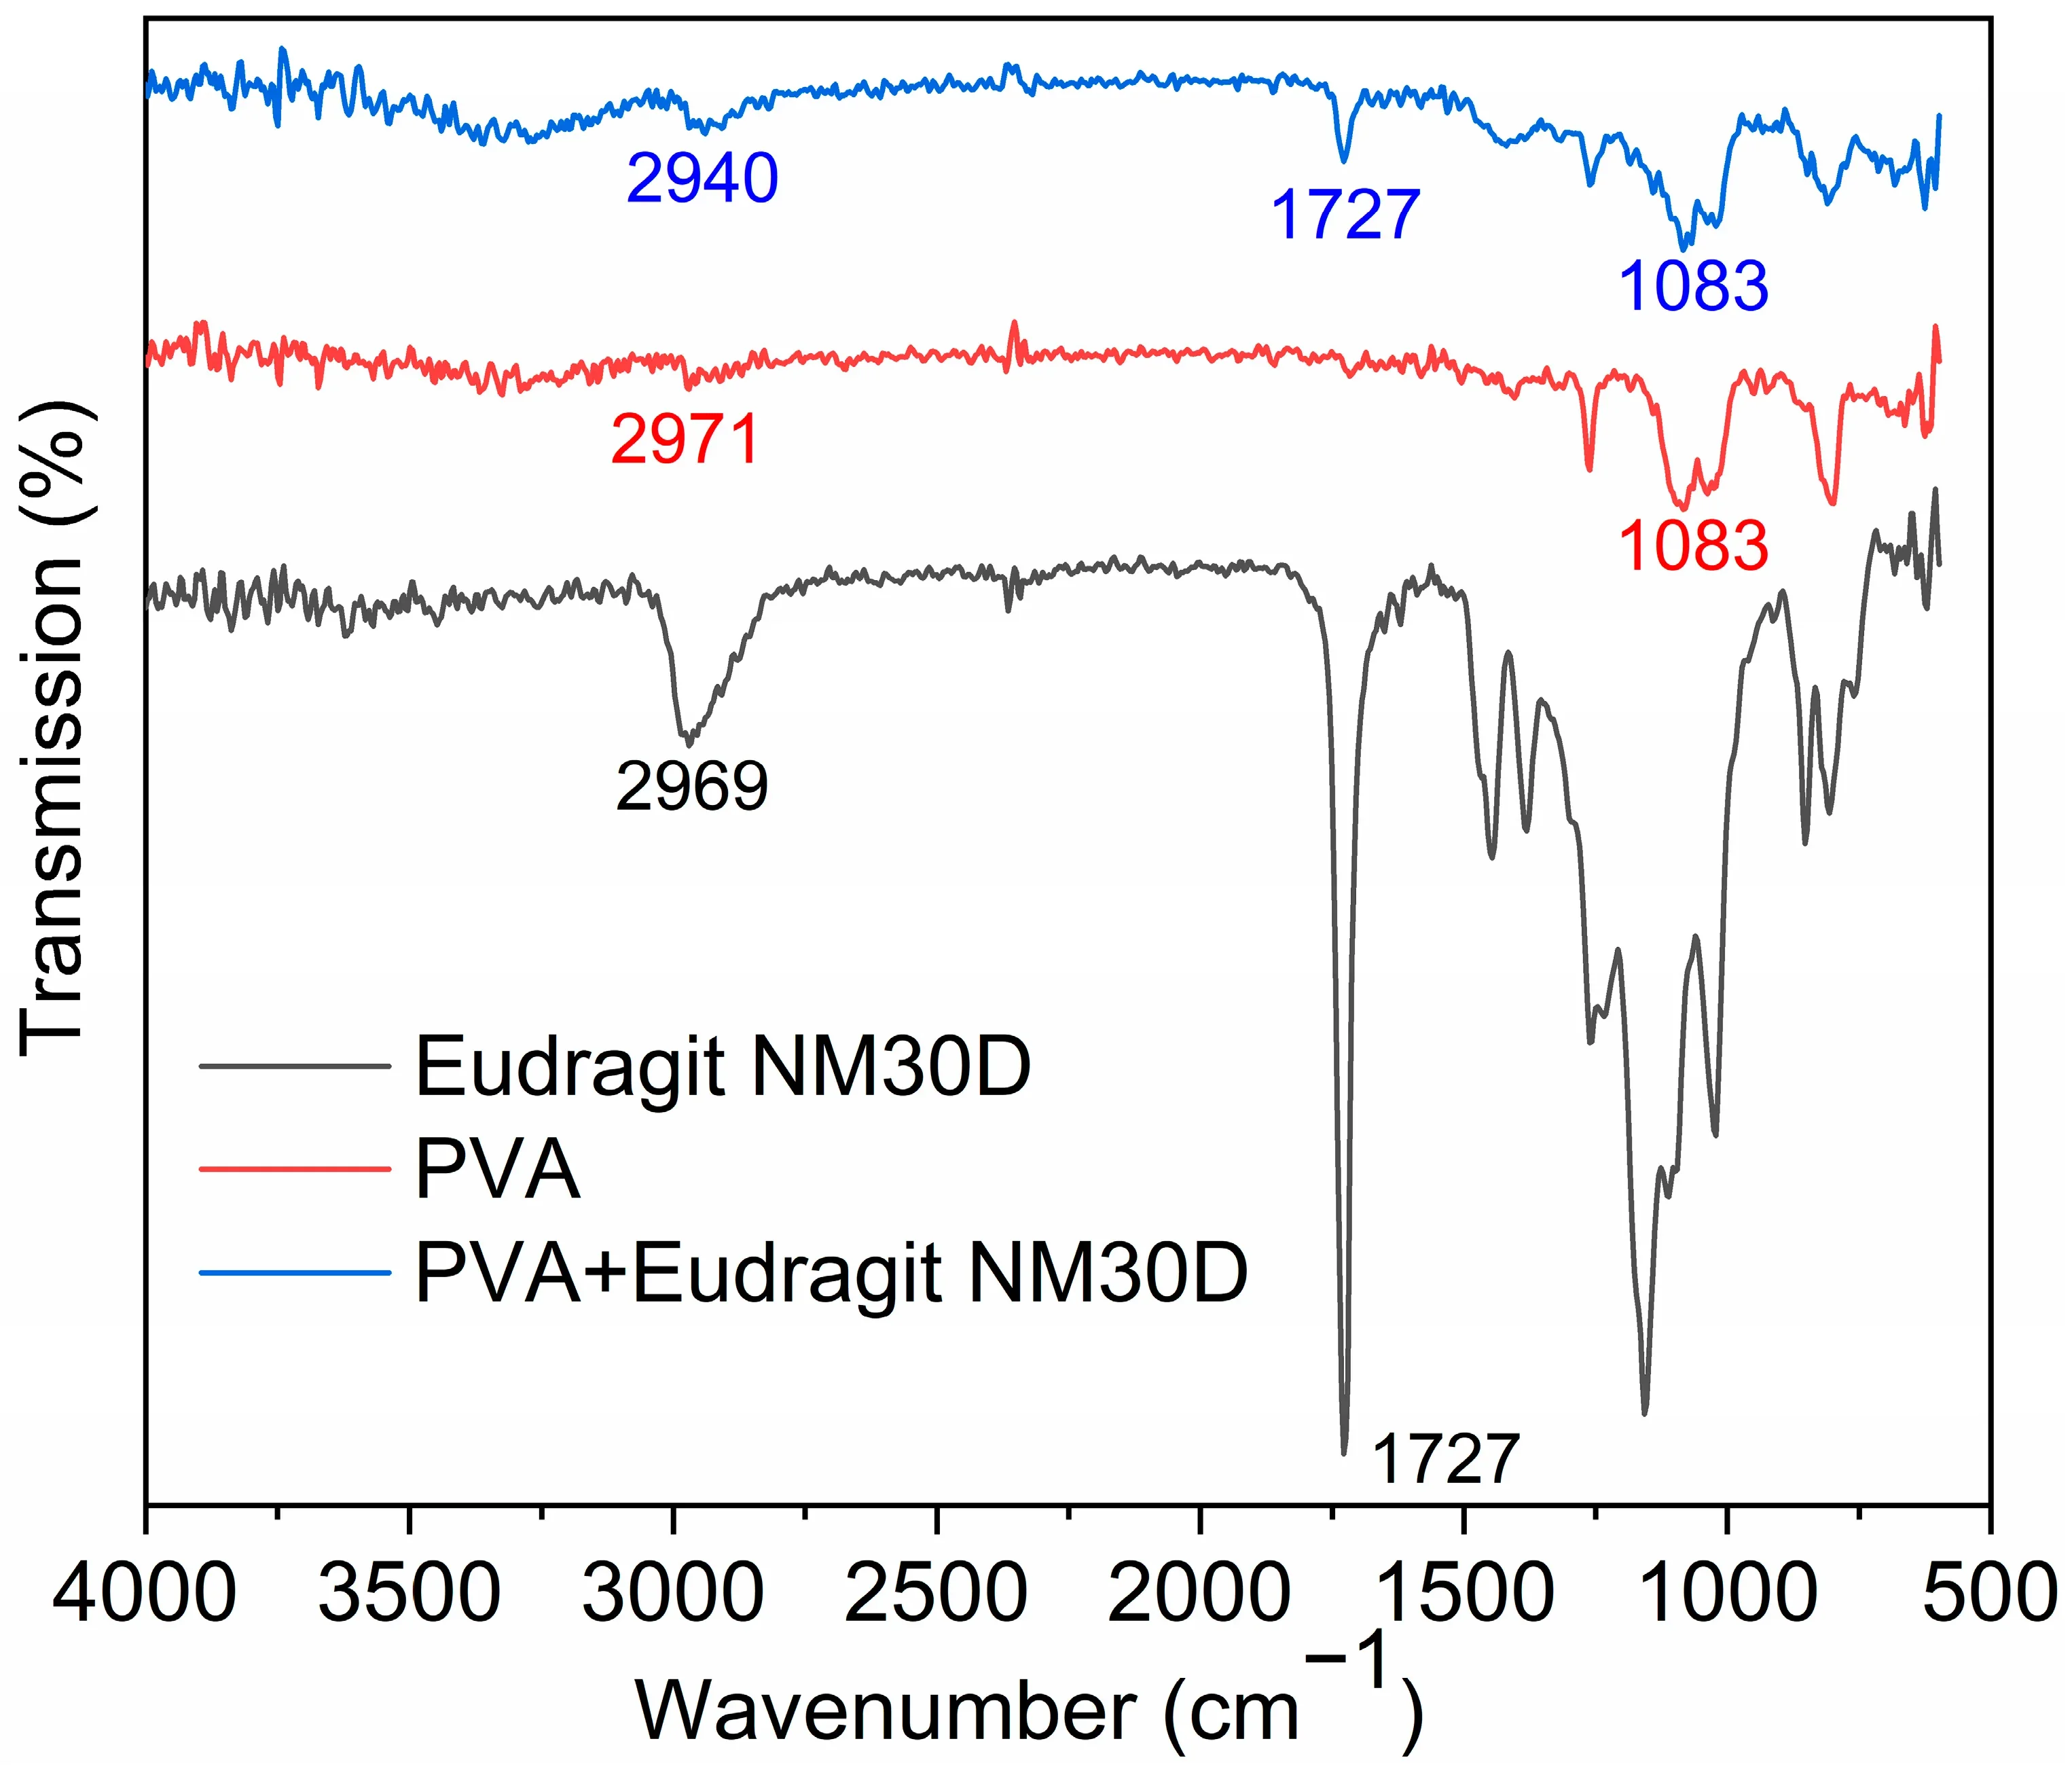 2940
1727
1083
2971
1083
2969
Eudragit NM30D
PVA
PVA+Eudragit NM30D
1727
4000 3500 3000 2500 2000 1500 1000 500
Wavenumber (cm⁻¹)
Transmission (%)